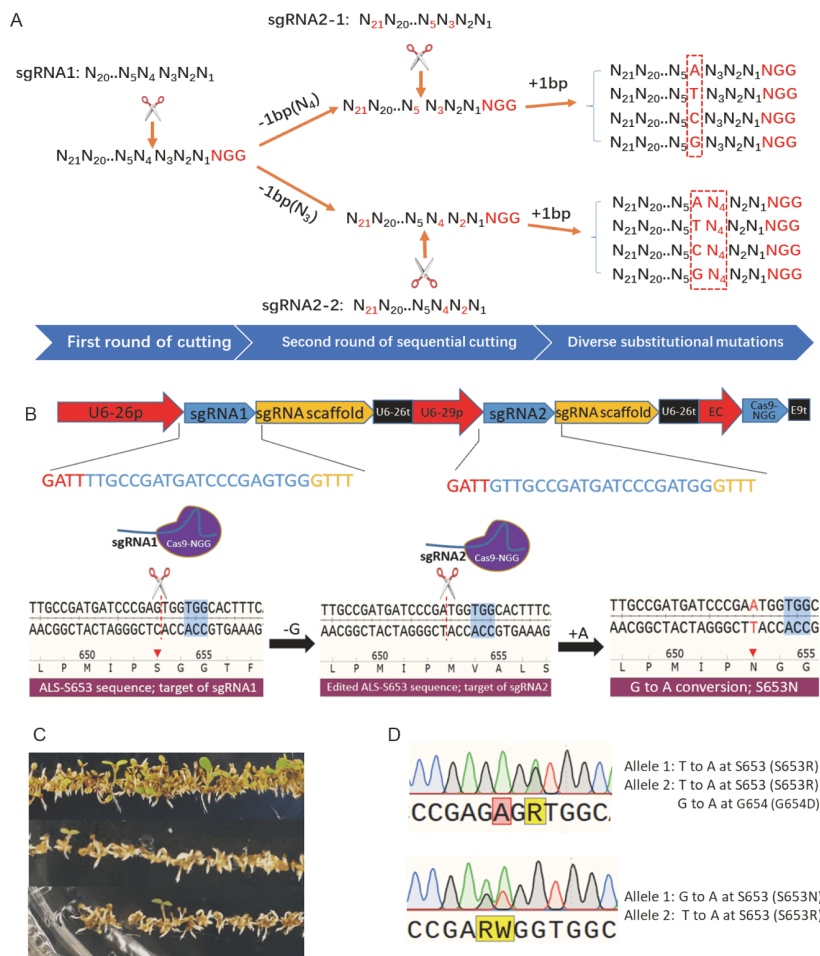 A
sgRNA1: N20..N5N4 N3N2N1
N21N20..N5N4 N3N2N1NGG
-1bp(N4)
-1bp(N3)
sgRNA2-1: N21N20..N5N3N2N1
N21N20..N5 N3N2N1NGG
N21N20..N5N4 N2N1NGG
sgRNA2-2: N21N20..N5N4N2N1
+1bp
N21N20..N5A N3N2N1NGG
N21N20..N5T N3N2N1NGG
N21N20..N5C N3N2N1NGG
N21N20..N5G N3N2N1NGG
+1bp
N21N20..N5A N4 N2N1NGG
N21N20..N5T N4 N2N1NGG
N21N20..N5C N4 N2N1NGG
N21N20..N5G N4 N2N1NGG
First round of cutting
Second round of sequential cutting
Diverse substitutional mutations
B
U6-26p sgRNA1 sgRNA scaffold U6-26t U6-29p sgRNA2 sgRNA scaffold U6-26t EC Cas9-NGG E9t
GATTTTGCCGATGATCCCGAGTGGGTTT
GATTGTTGCCGATGATCCCGATGGGTTT
sgRNA1
Cas9-NGG
sgRNA2
Cas9-NGG
TTGCCGATGATCCCGAGTGGTGGCACTTTC
AACGGCTACTAGGGCTCACCACCGTGAAAG
650 655
L P M I P S G G T F
ALS-S653 sequence; target of sgRNA1
-G
TTGCCGATGATCCCGATGGTGGCACTTTC
AACGGCTACTAGGGCTACCACCGTGAAAG
650 655
L P M I P M V A L S
Edited ALS-S653 sequence; target of sgRNA2
+A
TTGCCGATGATCCCGAATGGTGGC
AACGGCTACTAGGGCTTACCACCG
650 655
L P M I P N G G
G to A conversion; S653N
C
D
CCGAGAGRTGGCA
Allele 1: T to A at S653 (S653R)
Allele 2: T to A at S653 (S653R)
G to A at G654 (G654D)
CCGARWGGTGGC
Allele 1: G to A at S653 (S653N)
Allele 2: T to A at S653 (S653R)